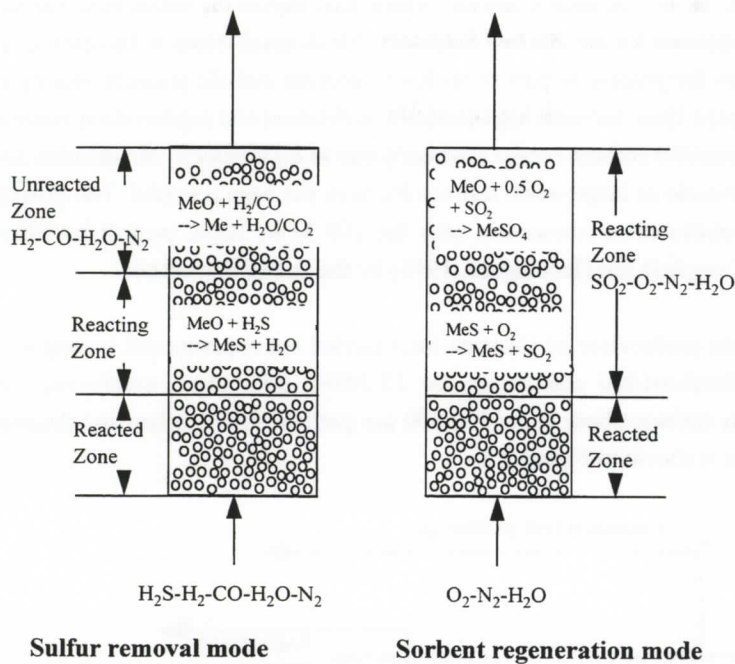 Unreacted
Zone
H2-CO-H2O-N2
MeO + H2/CO
--> Me + H2O/CO2
Reacting
Zone
MeO + H2S
--> MeS + H2O
Reacted
Zone
H2S-H2-CO-H2O-N2
Sulfur removal mode
MeO + 0.5 O2
+ SO2
--> MeSO4
Reacting
Zone
SO2-O2-N2-H2O
MeS + O2
--> MeS + SO2
Reacted
Zone
O2-N2-H2O
Sorbent regeneration mode